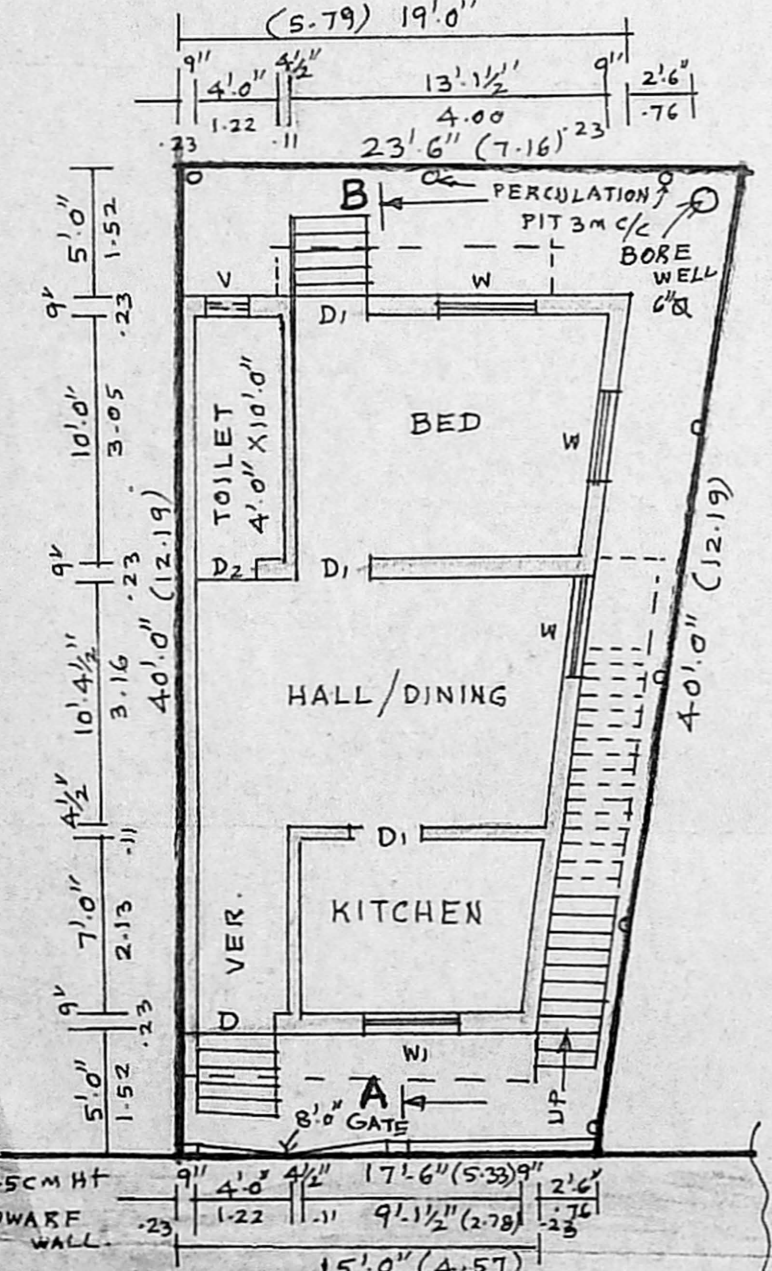 (5.79) 19'.0"
9" 4'.0" 4½" 13'.1½" 9" 2'.6"
.23 1.22 .11 4.00 .23 .76
23'.6" (7.16)
B
PERCULATION
PIT 3M C/C
BORE
WELL
6"Ø
5'.0"
1.52
9"
.23
V
D1
W
TOILET
4'.0" X 10'.0"
BED
W
10'.0"
3.05
40'.0" (12.19)
9"
.23
D2
D1
W
40'.0" (12.19)
10'.4½"
3.16
HALL/DINING
4½"
.11
D1
7'.0"
2.13
VER.
KITCHEN
9"
.23
D
W1
5'.0"
1.52
A
8'.0" GATE
UP
5CM Ht
WARF
WALL.
9" 4'.0" 4½" 17'-6" (5.33) 9" 2'.6"
.23 1.22 .11 9'-1½" (2.78) .23 .76
15'.0" (4.57)